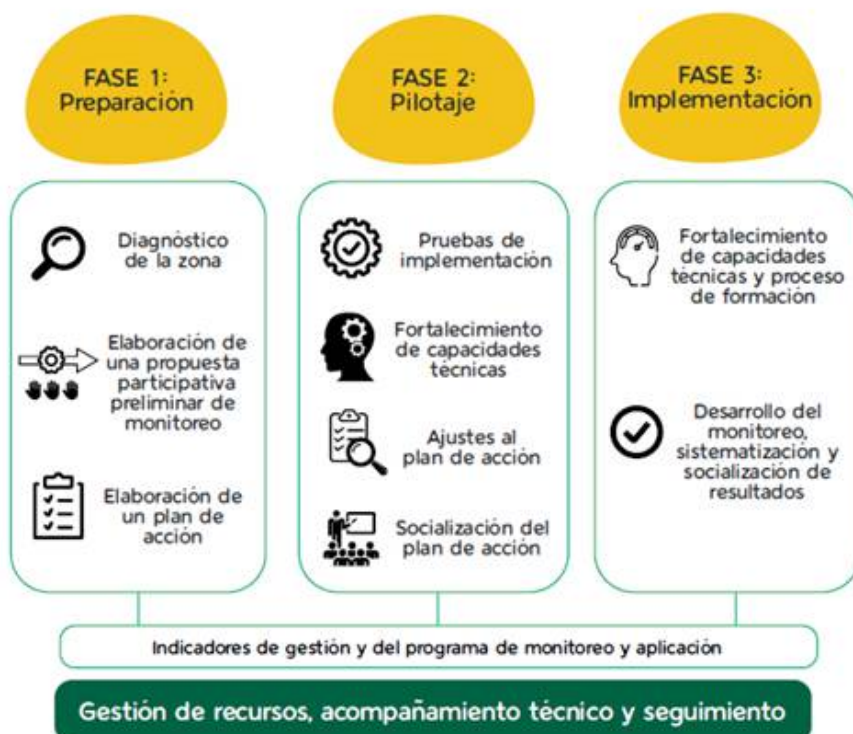 FASE 1:
Preparación
FASE 2:
Pilotaje
FASE 3:
Implementación
Diagnóstico
de la zona
Elaboración de
una propuesta
participativa
preliminar de
monitoreo
Elaboración de
un plan de
acción
Pruebas de
implementación
Fortalecimiento
de capacidades
técnicas
Ajustes al
plan de acción
Socialización del
plan de acción
Fortalecimiento
de capacidades
técnicas y proceso
de formación
Desarrollo del
monitoreo,
sistematización y
socialización de
resultados
Indicadores de gestión y del programa de monitoreo y aplicación
Gestión de recursos, acompañamiento técnico y seguimiento